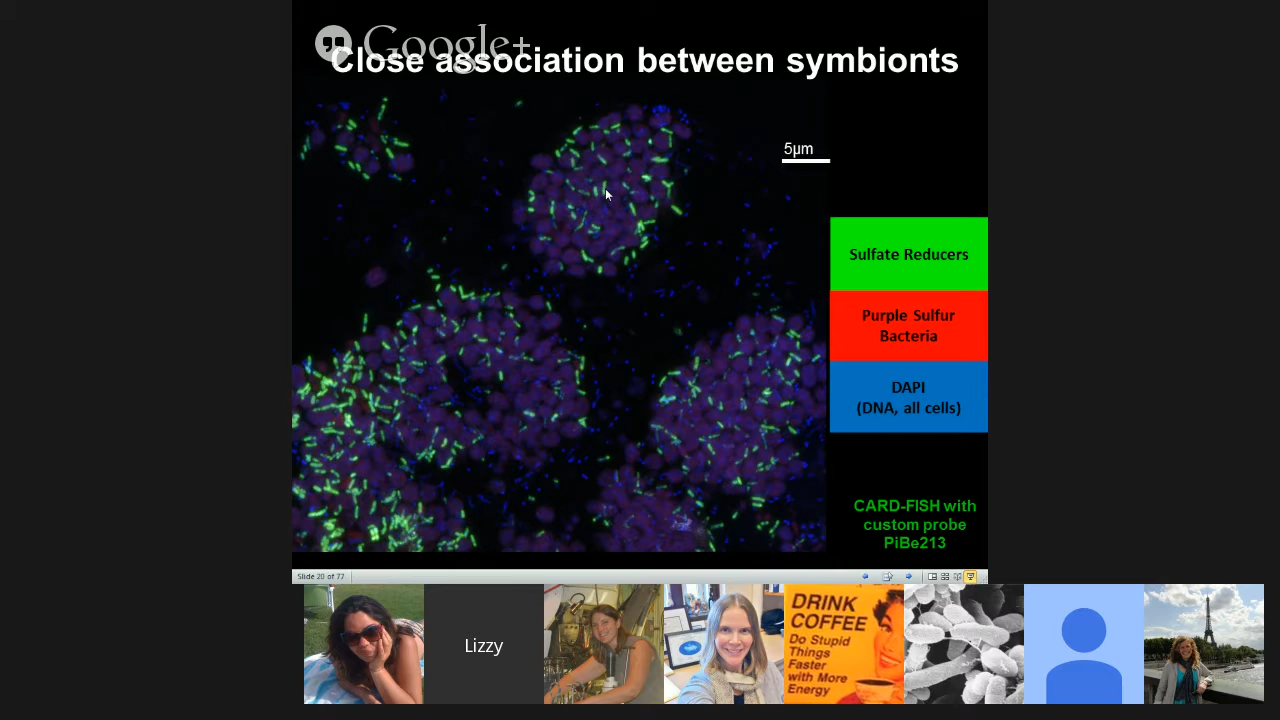 Google+
Close association between symbionts
5µm
Sulfate Reducers
Purple Sulfur
Bacteria
DAPI
(DNA, all cells)
CARD-FISH with
custom probe
PiBe213
Slide 20 of 77
Lizzy
DRINK
COFFEE
Do Stupid
Things
Faster
with More
Energy